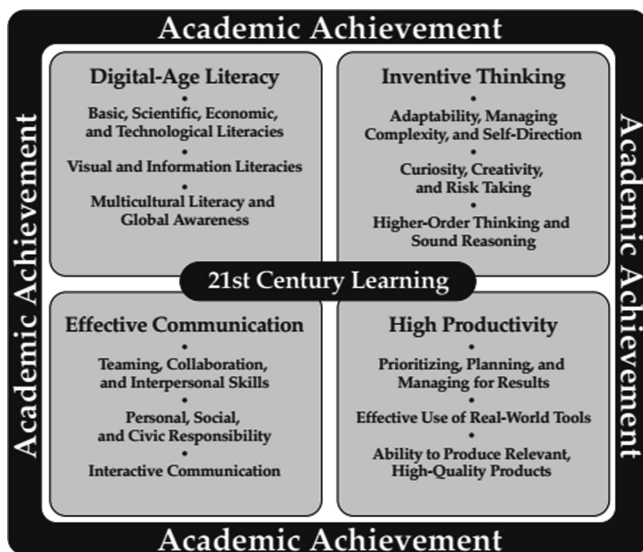 Academic Achievement
Academic Achievement
Digital-Age Literacy
•
Basic, Scientific, Economic,
and Technological Literacies
•
Visual and Information Literacies
•
Multicultural Literacy and
Global Awareness
Inventive Thinking
•
Adaptability, Managing
Complexity, and Self-Direction
•
Curiosity, Creativity,
and Risk Taking
•
Higher-Order Thinking and
Sound Reasoning
Academic Achievement
21st Century Learning
Effective Communication
•
Teaming, Collaboration,
and Interpersonal Skills
•
Personal, Social,
and Civic Responsibility
•
Interactive Communication
High Productivity
•
Prioritizing, Planning, and
Managing for Results
•
Effective Use of Real-World Tools
•
Ability to Produce Relevant,
High-Quality Products
Academic Achievement